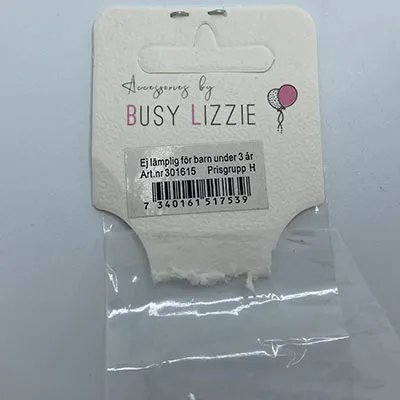 Accessories by
BUSY LIZZIE
Ej lämplig för barn under 3 år
Art.nr 301615 Prisgrupp H
7 340161 517539